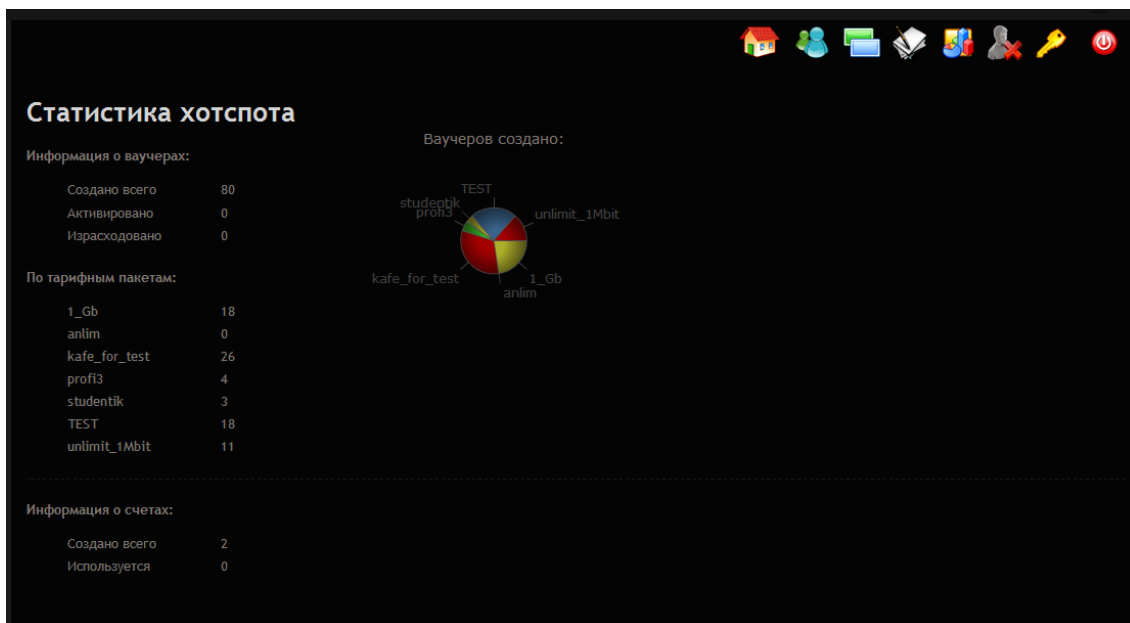 Статистика хотспота
Информация о ваучерах:
Создано всего 80
Активировано 0
Израсходовано 0
По тарифным пакетам:
1_Gb 18
anlim 0
kafe_for_test 26
profi3 4
studentik 3
TEST 18
unlimit_1Mbit 11
Ваучеров создано:
TEST
studentik
profi3
unlimit_1Mbit
kafe_for_test
1_Gb
anlim
Информация о счетах:
Создано всего 2
Используется 0